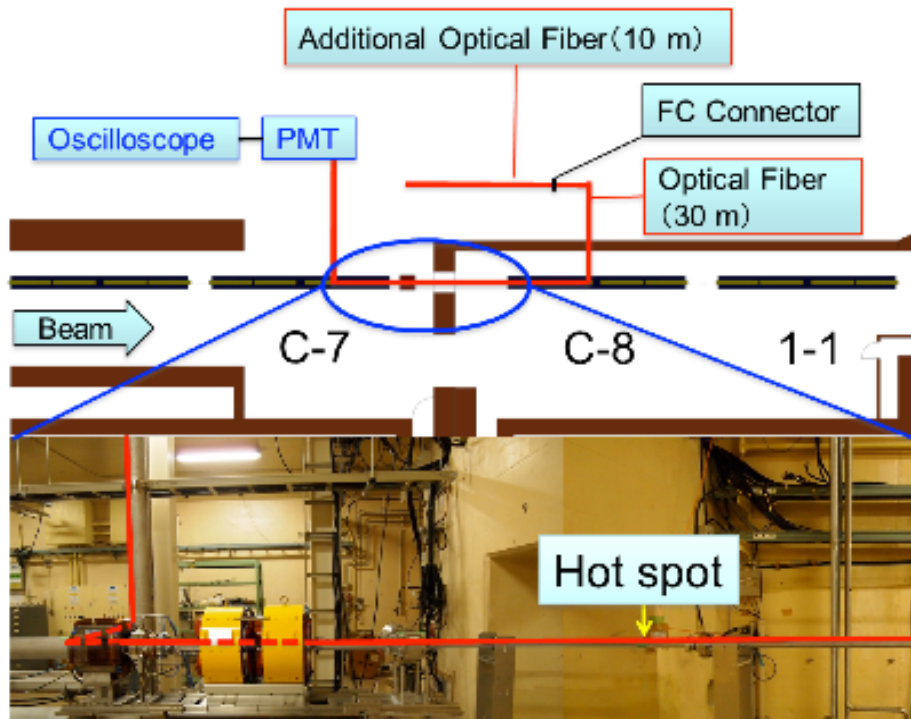 Additional Optical Fiber(10 m)
FC Connector
Oscilloscope
PMT
Optical Fiber
(30 m)
Beam
C-7
C-8
1-1
Hot spot